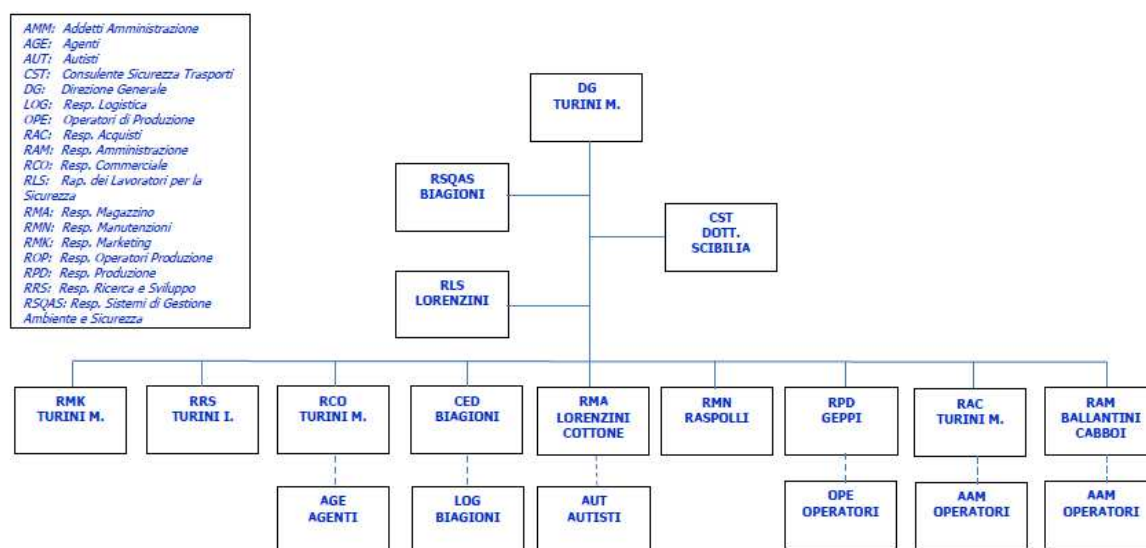 AMM: Addetti Amministrazione
AGE: Agenti
AUT: Autisti
CST: Consulente Sicurezza Trasporti
DG: Direzione Generale
LOG: Resp. Logistica
OPE: Operatori di Produzione
RAC: Resp. Acquisti
RAM: Resp. Amministrazione
RCO: Resp. Commerciale
RLS: Rap. dei Lavoratori per la
Sicurezza
RMA: Resp. Magazzino
RMN: Resp. Manutenzioni
RMK: Resp. Marketing
ROP: Resp. Operatori Produzione
RPD: Resp. Produzione
RRS: Resp. Ricerca e Sviluppo
RSQAS: Resp. Sistemi di Gestione
Ambiente e Sicurezza
DG
TURINI M.
RSQAS
BIAGIONI
CST
DOTT.
SCIBILIA
RLS
LORENZINI
RMK
TURINI M.
RRS
TURINI I.
RCO
TURINI M.
CED
BIAGIONI
RMA
LORENZINI
COTTONE
RMN
RASPOLLI
RPD
GEPPI
RAC
TURINI M.
RAM
BALLANTINI
CABBOI
AGE
AGENTI
LOG
BIAGIONI
AUT
AUTISTI
OPE
OPERATORI
AAM
OPERATORI
AAM
OPERATORI